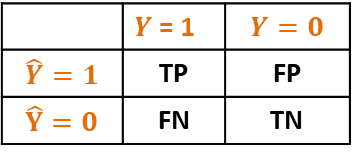 Y = 1 Y = 0
Ŷ = 1 TP FP
Ŷ = 0 FN TN